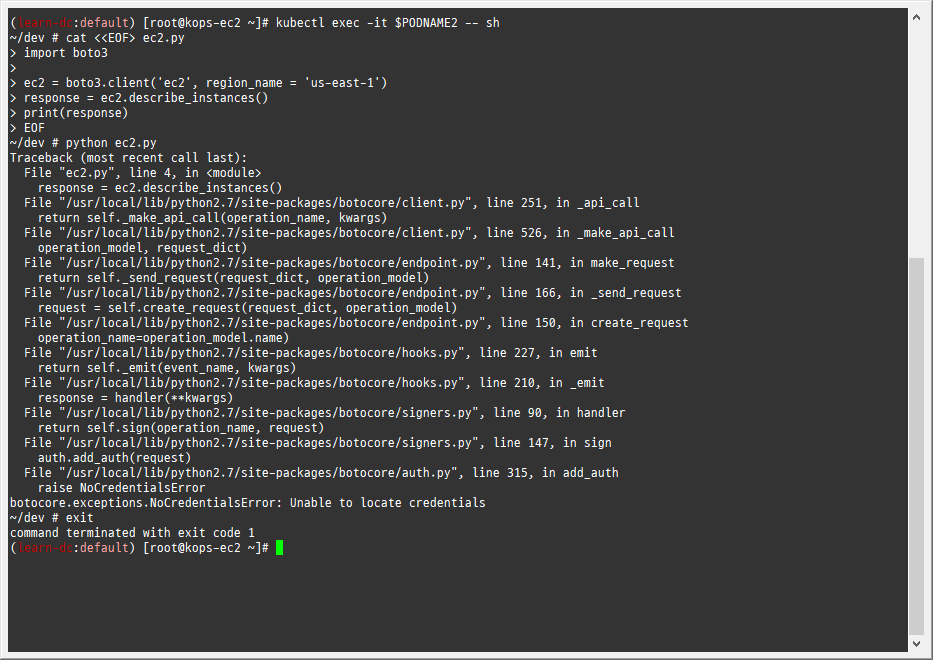 (learn-dc:default) [root@kops-ec2 ~]# kubectl exec -it $PODNAME2 -- sh
~/dev # cat <<EOF> ec2.py
> import boto3
>
> ec2 = boto3.client('ec2', region_name = 'us-east-1')
> response = ec2.describe_instances()
> print(response)
> EOF
~/dev # python ec2.py
Traceback (most recent call last):
  File "ec2.py", line 4, in <module>
    response = ec2.describe_instances()
  File "/usr/local/lib/python2.7/site-packages/botocore/client.py", line 251, in _api_call
    return self._make_api_call(operation_name, kwargs)
  File "/usr/local/lib/python2.7/site-packages/botocore/client.py", line 526, in _make_api_call
    operation_model, request_dict)
  File "/usr/local/lib/python2.7/site-packages/botocore/endpoint.py", line 141, in make_request
    return self._send_request(request_dict, operation_model)
  File "/usr/local/lib/python2.7/site-packages/botocore/endpoint.py", line 166, in _send_request
    request = self.create_request(request_dict, operation_model)
  File "/usr/local/lib/python2.7/site-packages/botocore/endpoint.py", line 150, in create_request
    operation_name=operation_model.name)
  File "/usr/local/lib/python2.7/site-packages/botocore/hooks.py", line 227, in emit
    return self._emit(event_name, kwargs)
  File "/usr/local/lib/python2.7/site-packages/botocore/hooks.py", line 210, in _emit
    response = handler(**kwargs)
  File "/usr/local/lib/python2.7/site-packages/botocore/signers.py", line 90, in handler
    return self.sign(operation_name, request)
  File "/usr/local/lib/python2.7/site-packages/botocore/signers.py", line 147, in sign
    auth.add_auth(request)
  File "/usr/local/lib/python2.7/site-packages/botocore/auth.py", line 315, in add_auth
    raise NoCredentialsError
botocore.exceptions.NoCredentialsError: Unable to locate credentials
~/dev # exit
command terminated with exit code 1
(learn-dc:default) [root@kops-ec2 ~]#